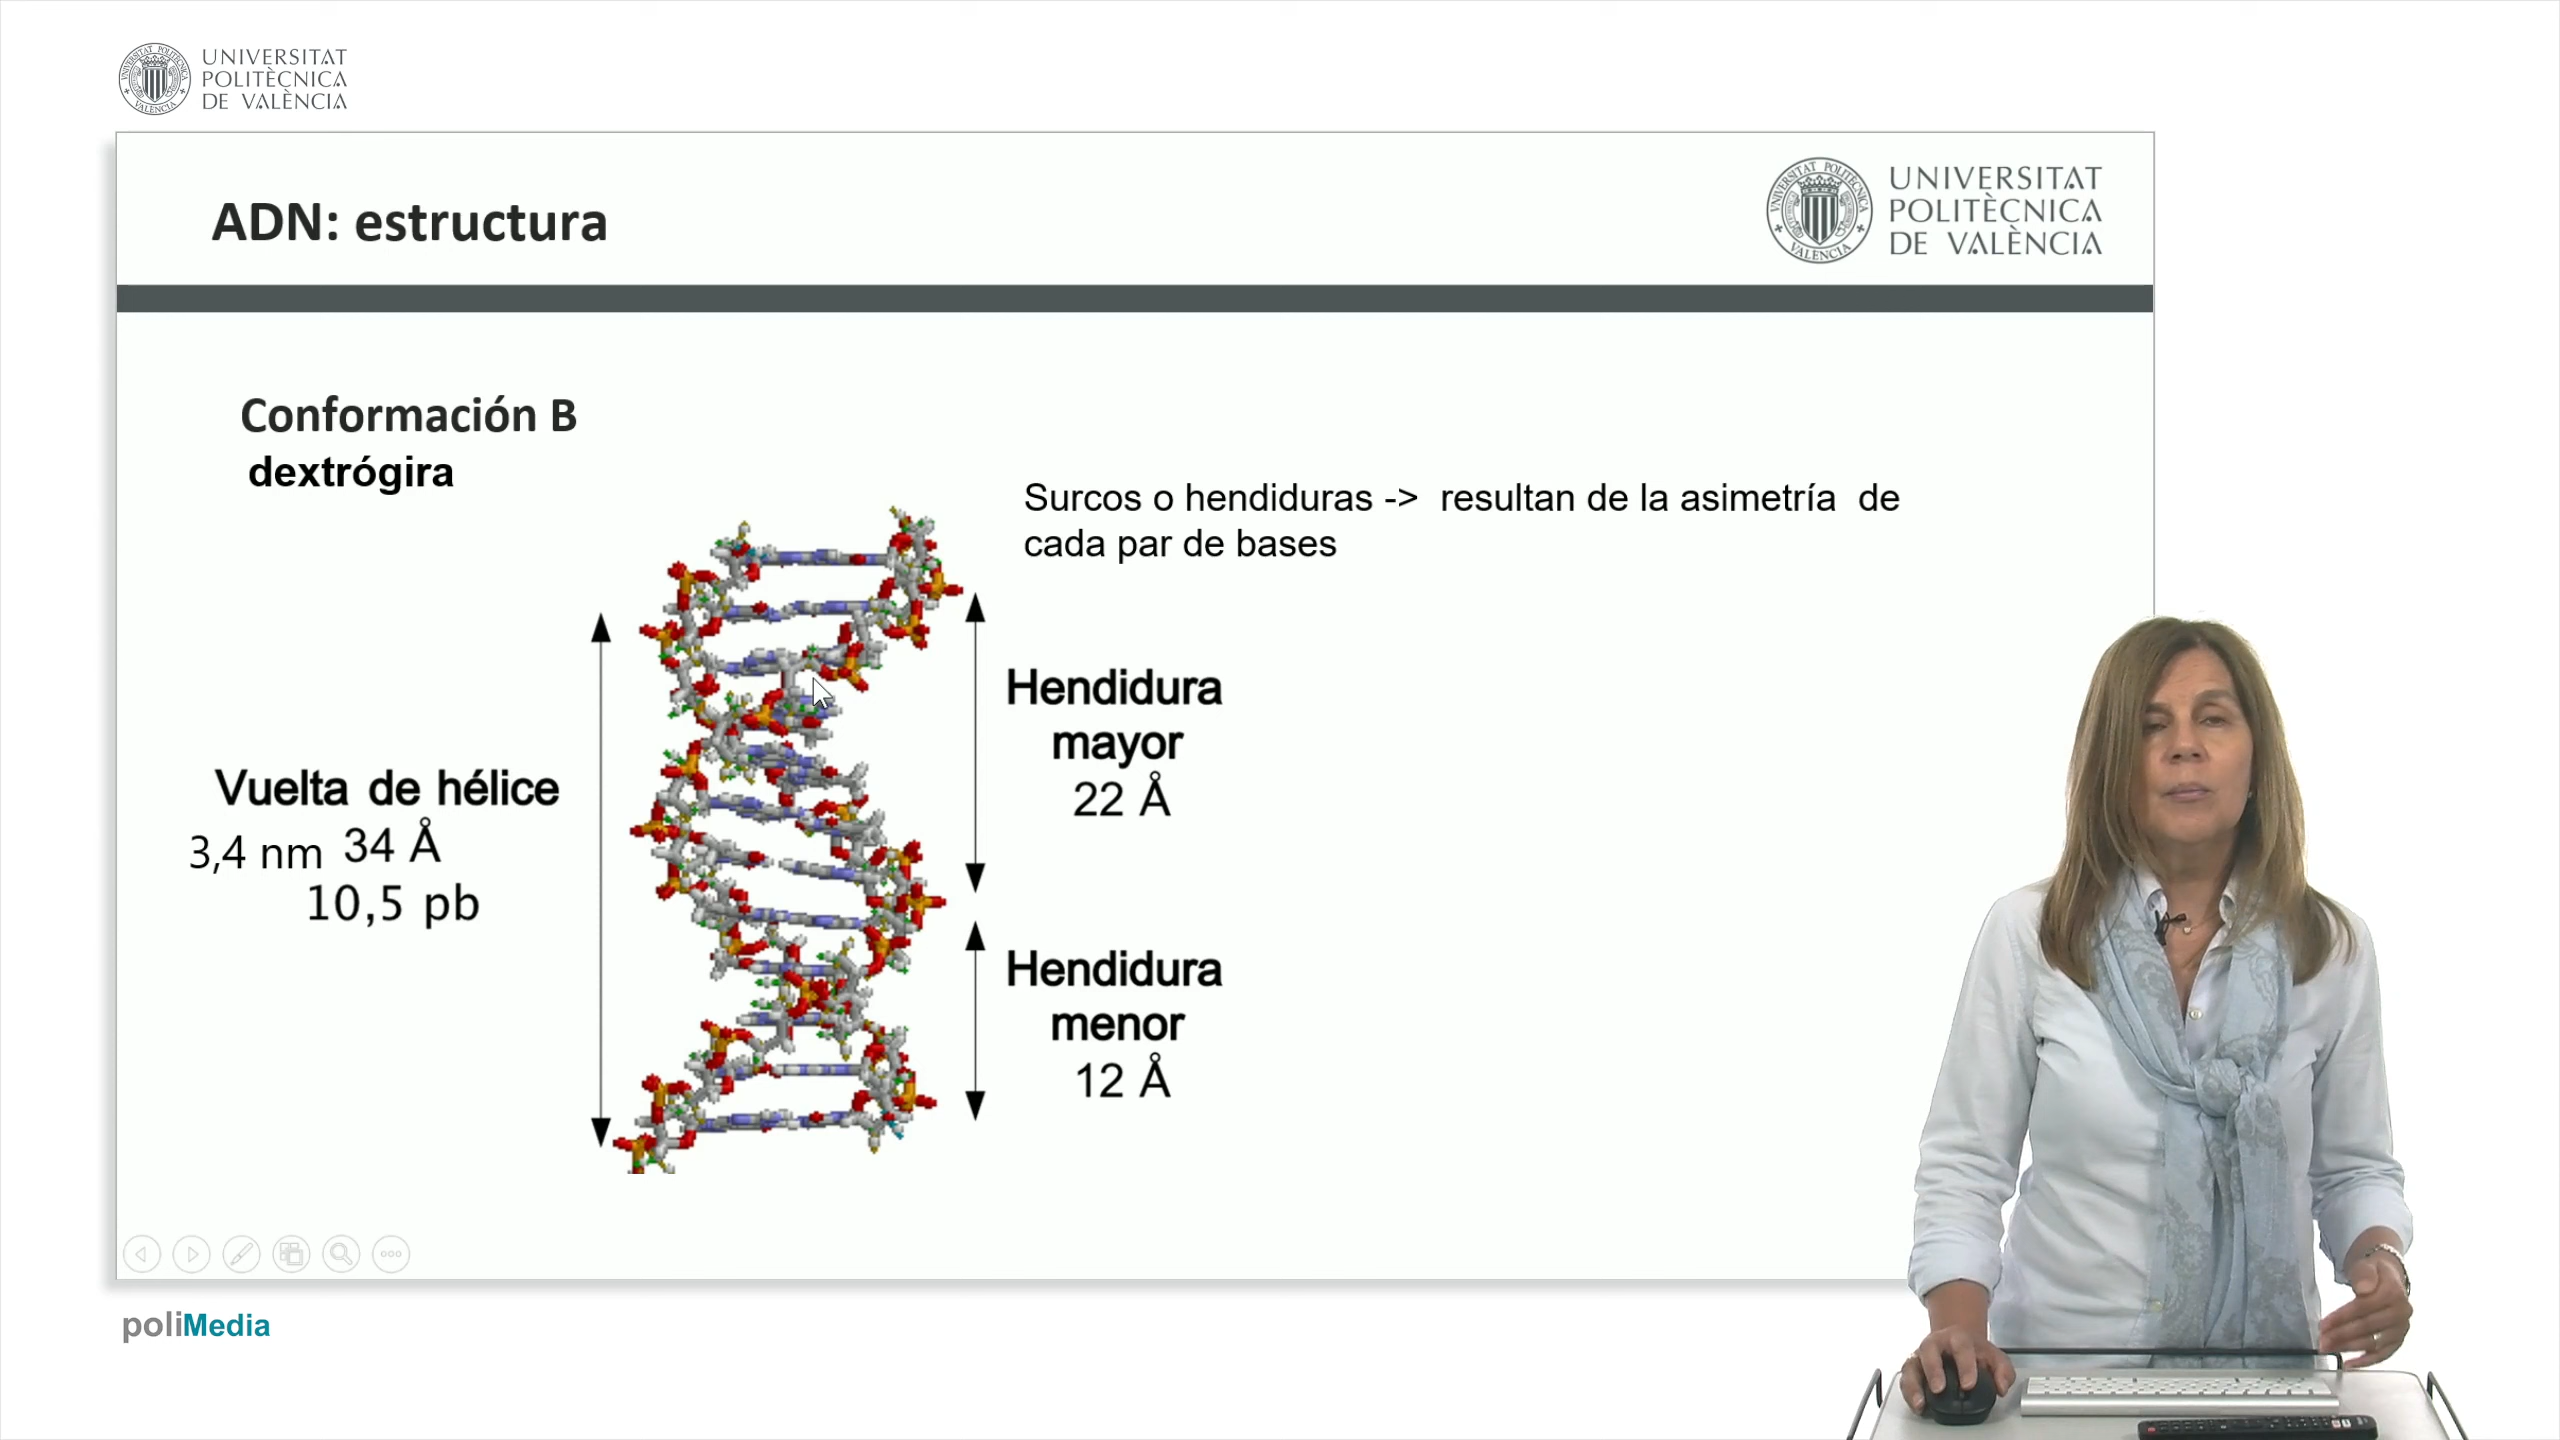 UNIVERSITAT
POLITÈCNICA
DE VALÈNCIA
ADN: estructura
UNIVERSITAT
POLITÈCNICA
DE VALÈNCIA
Conformación B
dextrógira
Surcos o hendiduras -> resultan de la asimetría de
cada par de bases
Hendidura
mayor
22 Å
Vuelta de hélice
3,4 nm 34 Å
10,5 pb
Hendidura
menor
12 Å
poliMedia